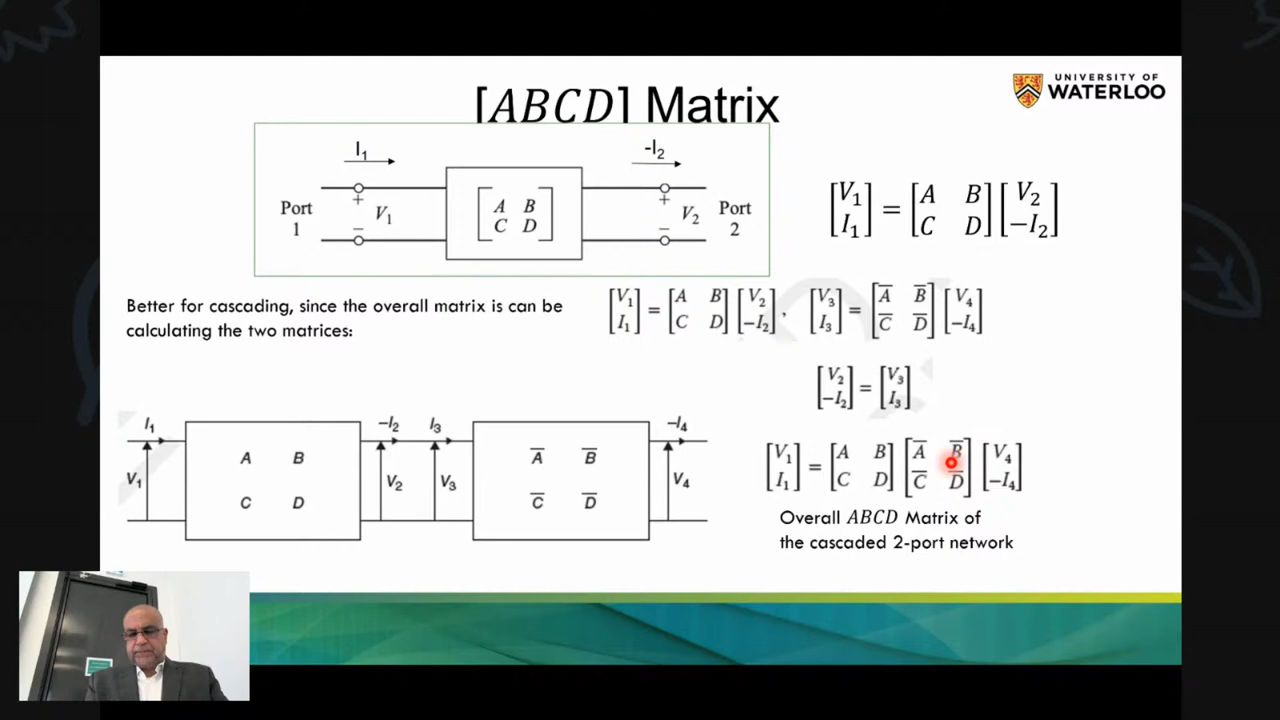 [ABCD] Matrix
UNIVERSITY OF
WATERLOO
I₁
-I₂
Port
1
+
V₁
−
[A B
C D]
+
V₂
−
Port
2
[V₁
I₁] = [A B
C D] [V₂
−I₂]
Better for cascading, since the overall matrix is can be
calculating the two matrices:
[V₁
I₁] = [A B
C D] [V₂
−I₂], [V₃
I₃] = [A̅ B̅
C̅ D̅] [V₄
−I₄]
[V₂
−I₂] = [V₃
I₃]
I₁
V₁
A B
C D
−I₂
V₂
I₃
V₃
A̅ B̅
C̅ D̅
−I₄
V₄
[V₁
I₁] = [A B
C D] [A̅ B̅
C̅ D̅] [V₄
−I₄]
Overall ABCD Matrix of
the cascaded 2-port network